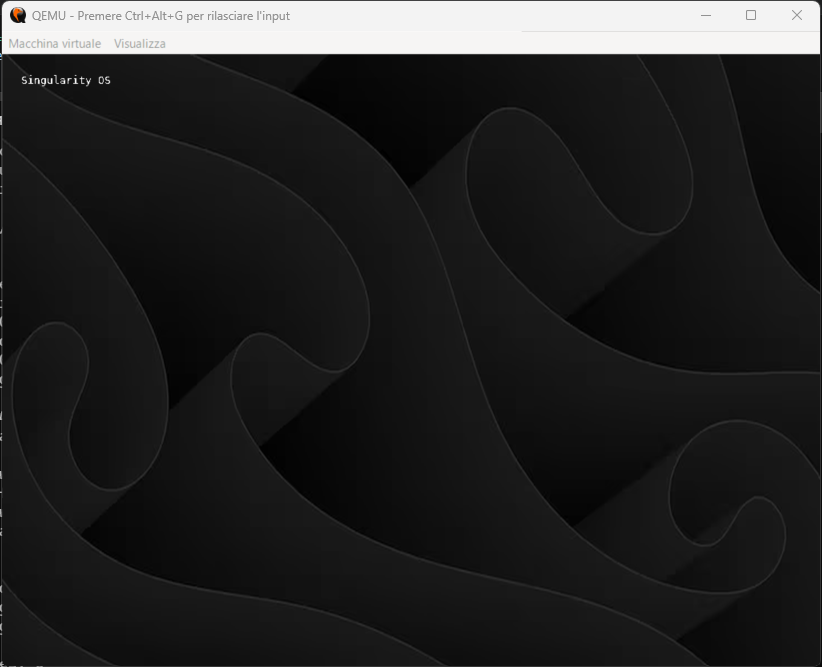 QEMU - Premere Ctrl+Alt+G per rilasciare l'input
Macchina virtuale Visualizza
Singularity OS